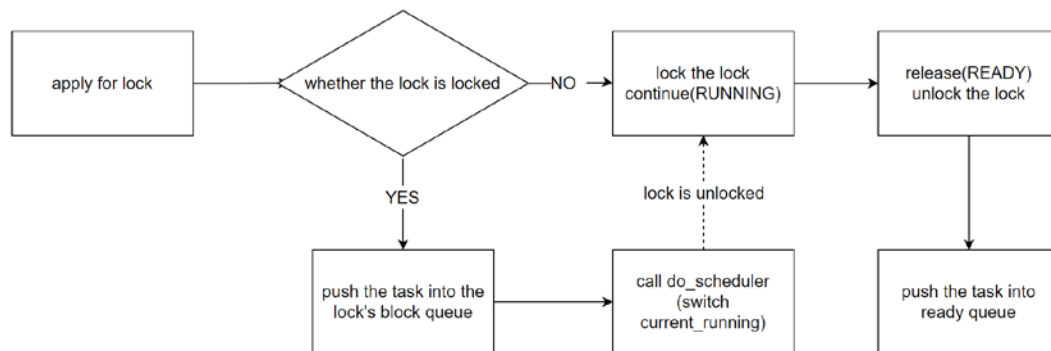 apply for lock
whether the lock is locked
NO
lock the lock
continue(RUNNING)
release(READY)
unlock the lock
YES
lock is unlocked
push the task into the
lock's block queue
call do_scheduler
(switch
current_running)
push the task into
ready queue